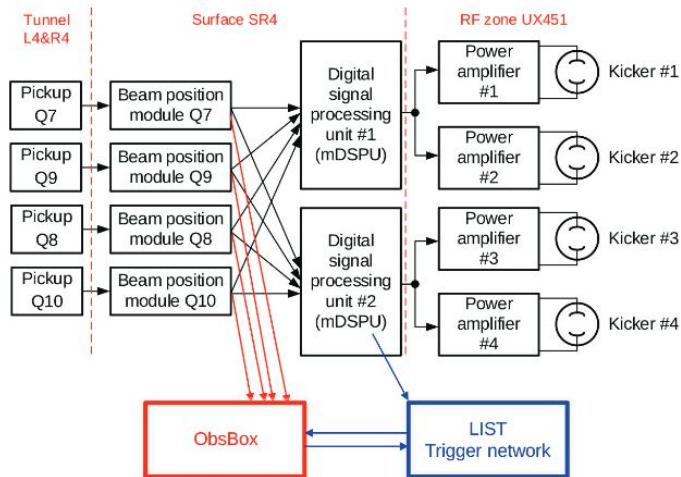 Tunnel
L4&R4
Surface SR4
RF zone UX451
Pickup
Q7
Beam position
module Q7
Pickup
Q9
Beam position
module Q9
Pickup
Q8
Beam position
module Q8
Pickup
Q10
Beam position
module Q10
Digital
signal
processing
unit #1
(mDSPU)
Digital
signal
processing
unit #2
(mDSPU)
Power
amplifier
#1
Kicker #1
Power
amplifier
#2
Kicker #2
Power
amplifier
#3
Kicker #3
Power
amplifier
#4
Kicker #4
ObsBox
LIST
Trigger network